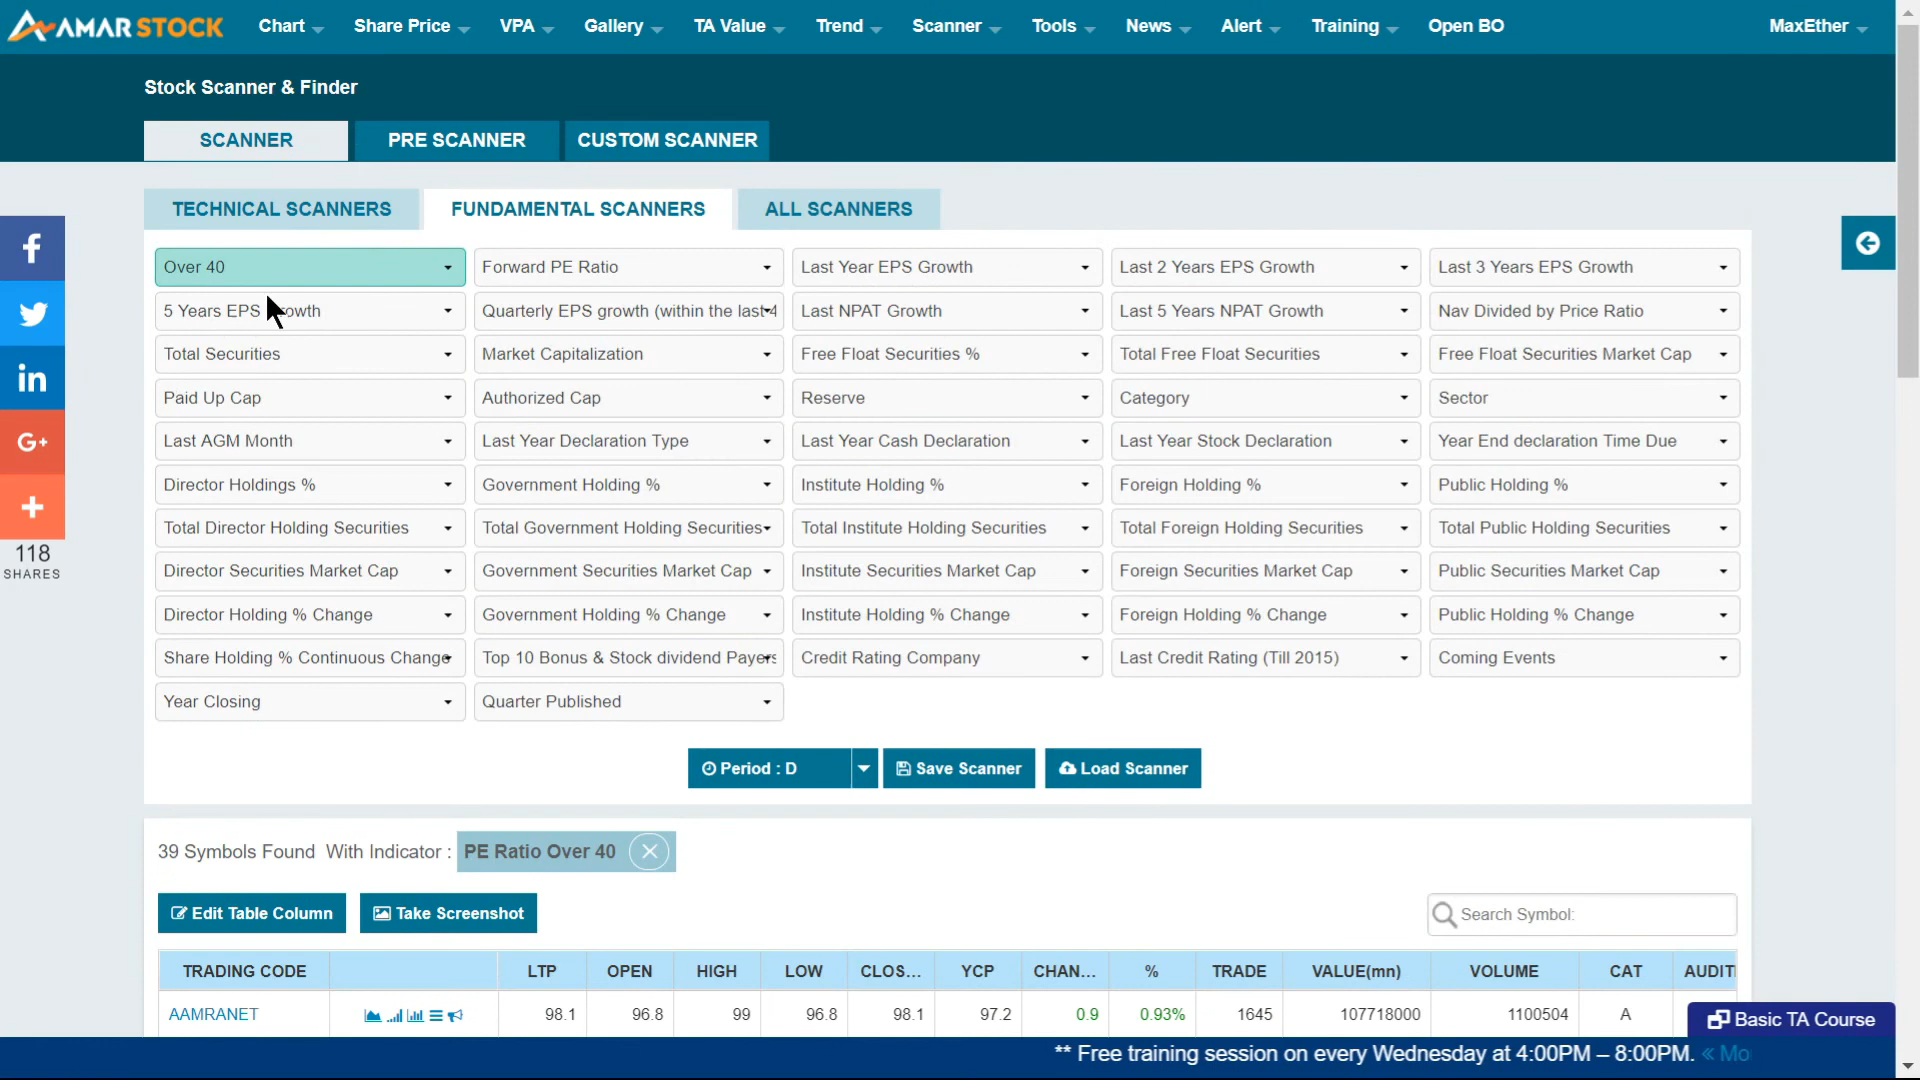 AMAR STOCK
Chart Share Price VPA Gallery TA Value Trend Scanner Tools News Alert Training Open BO MaxEther
Stock Scanner & Finder
SCANNER PRE SCANNER CUSTOM SCANNER
TECHNICAL SCANNERS FUNDAMENTAL SCANNERS ALL SCANNERS
Over 40 Forward PE Ratio Last Year EPS Growth Last 2 Years EPS Growth Last 3 Years EPS Growth
5 Years EPS Growth Quarterly EPS growth (within the last 4 Last NPAT Growth Last 5 Years NPAT Growth Nav Divided by Price Ratio
Total Securities Market Capitalization Free Float Securities % Total Free Float Securities Free Float Securities Market Cap
Paid Up Cap Authorized Cap Reserve Category Sector
Last AGM Month Last Year Declaration Type Last Year Cash Declaration Last Year Stock Declaration Year End declaration Time Due
Director Holdings % Government Holding % Institute Holding % Foreign Holding % Public Holding %
Total Director Holding Securities Total Government Holding Securities Total Institute Holding Securities Total Foreign Holding Securities Total Public Holding Securities
Director Securities Market Cap Government Securities Market Cap Institute Securities Market Cap Foreign Securities Market Cap Public Securities Market Cap
Director Holding % Change Government Holding % Change Institute Holding % Change Foreign Holding % Change Public Holding % Change
Share Holding % Continuous Change Top 10 Bonus & Stock dividend Payers Credit Rating Company Last Credit Rating (Till 2015) Coming Events
Year Closing Quarter Published
118
SHARES
Period : D Save Scanner Load Scanner
39 Symbols Found With Indicator : PE Ratio Over 40
Edit Table Column Take Screenshot Search Symbol:
TRADING CODE LTP OPEN HIGH LOW CLOS... YCP CHAN... % TRADE VALUE(mn) VOLUME CAT AUDIT
AAMRANET 98.1 96.8 99 96.8 98.1 97.2 0.9 0.93% 1645 107718000 1100504 A
Basic TA Course
** Free training session on every Wednesday at 4:00PM – 8:00PM. « Mo